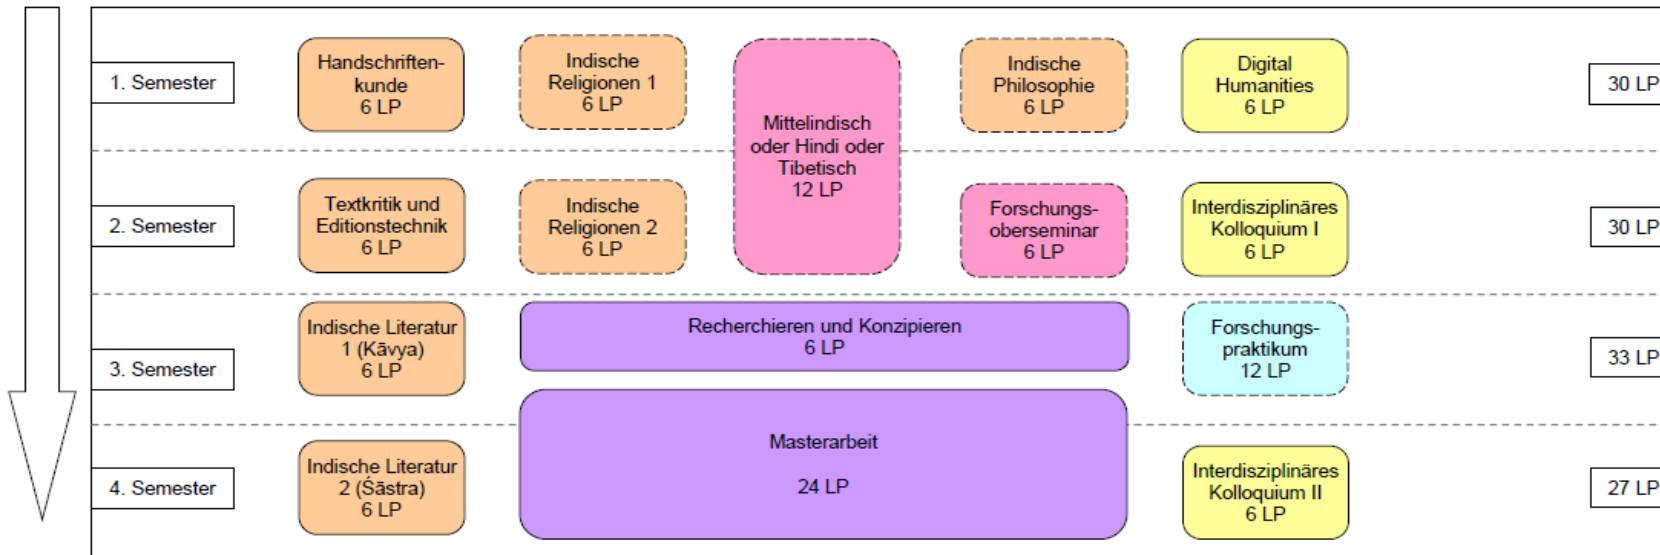 1. Semester
Handschriften-
kunde
6 LP
Indische
Religionen 1
6 LP
Mittelindisch
oder Hindi oder
Tibetisch
12 LP
Indische
Philosophie
6 LP
Digital
Humanities
6 LP
30 LP
2. Semester
Textkritik und
Editionstechnik
6 LP
Indische
Religionen 2
6 LP
Forschungs-
oberseminar
6 LP
Interdisziplinäres
Kolloquium I
6 LP
30 LP
3. Semester
Indische Literatur
1 (Kāvya)
6 LP
Recherchieren und Konzipieren
6 LP
Forschungs-
praktikum
12 LP
33 LP
4. Semester
Indische Literatur
2 (Śāstra)
6 LP
Masterarbeit
24 LP
Interdisziplinäres
Kolloquium II
6 LP
27 LP